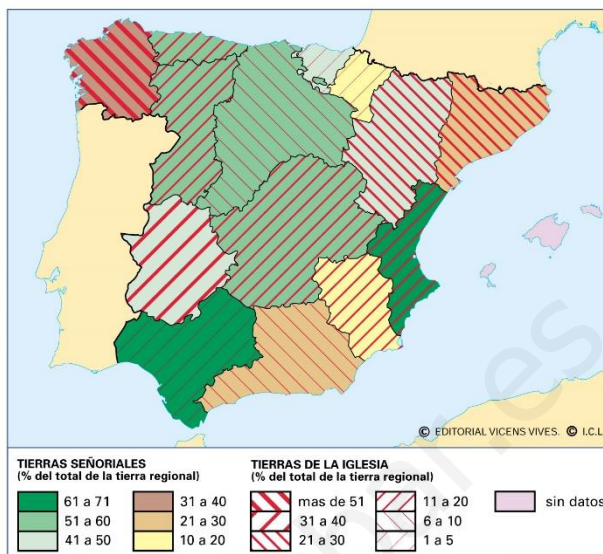 © EDITORIAL VICENS VIVES. © I.C.L
TIERRAS SEÑORIALES
(% del total de la tierra regional)
61 a 71
51 a 60
41 a 50
31 a 40
21 a 30
10 a 20
TIERRAS DE LA IGLESIA
(% del total de la tierra regional)
mas de 51
31 a 40
21 a 30
11 a 20
6 a 10
1 a 5
sin datos